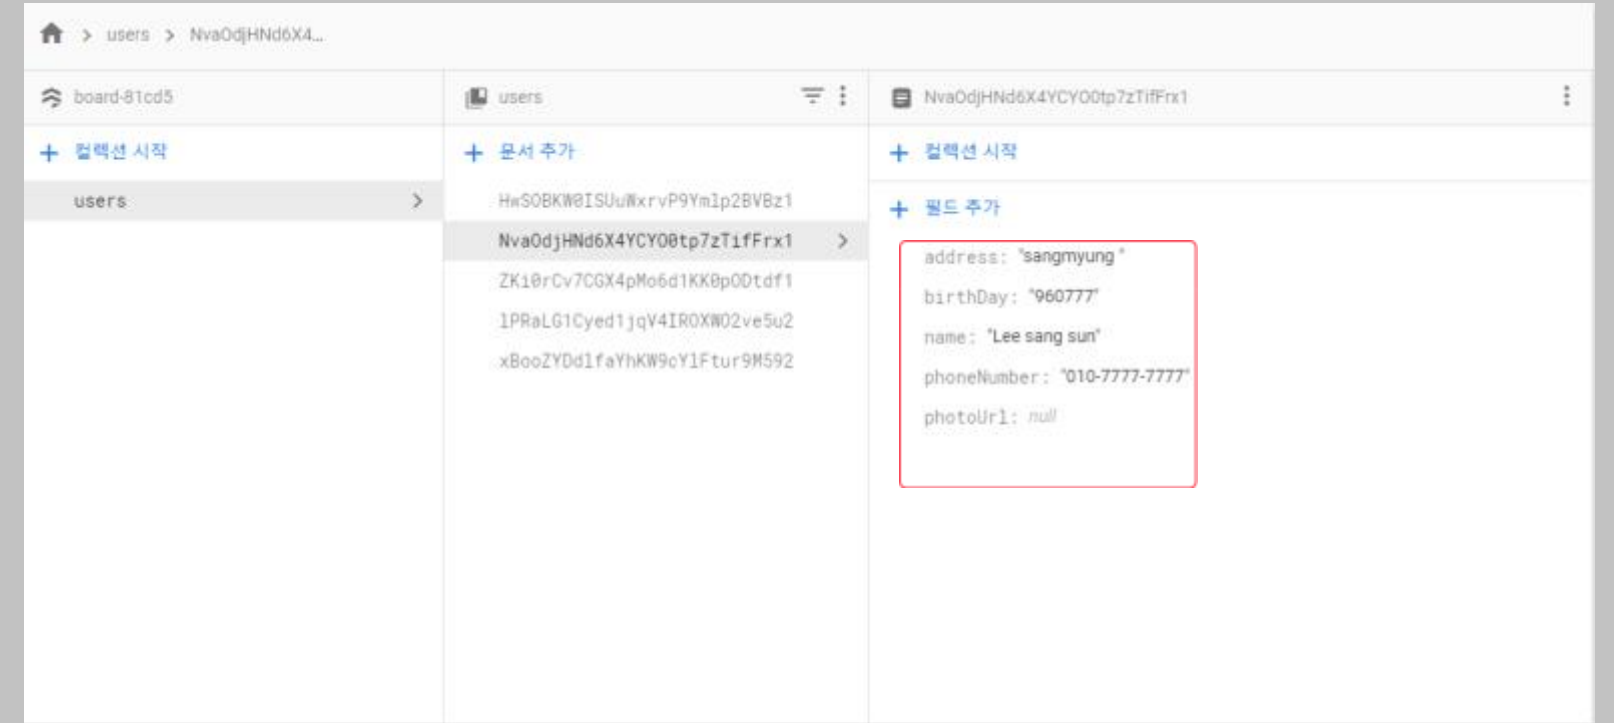 users > NvaOdjHNd6X4...
board-81cd5
컬렉션 시작
users
users
문서 추가
HwSOBKW0ISUuWxrvP9Ymlp2BVBz1
NvaOdjHNd6X4YCYO0tp7zTifFrx1
ZKi0rCv7CGX4pMo6d1KK0pODtdf1
lPRaLG1Cyed1jqV4IROXWO2ve5u2
xBooZYDdlfaYhKW9cYlFtur9M592
NvaOdjHNd6X4YCYO0tp7zTifFrx1
컬렉션 시작
필드 추가
address: "sangmyung "
birthDay: "960777"
name: "Lee sang sun"
phoneNumber: "010-7777-7777"
photoUrl: null